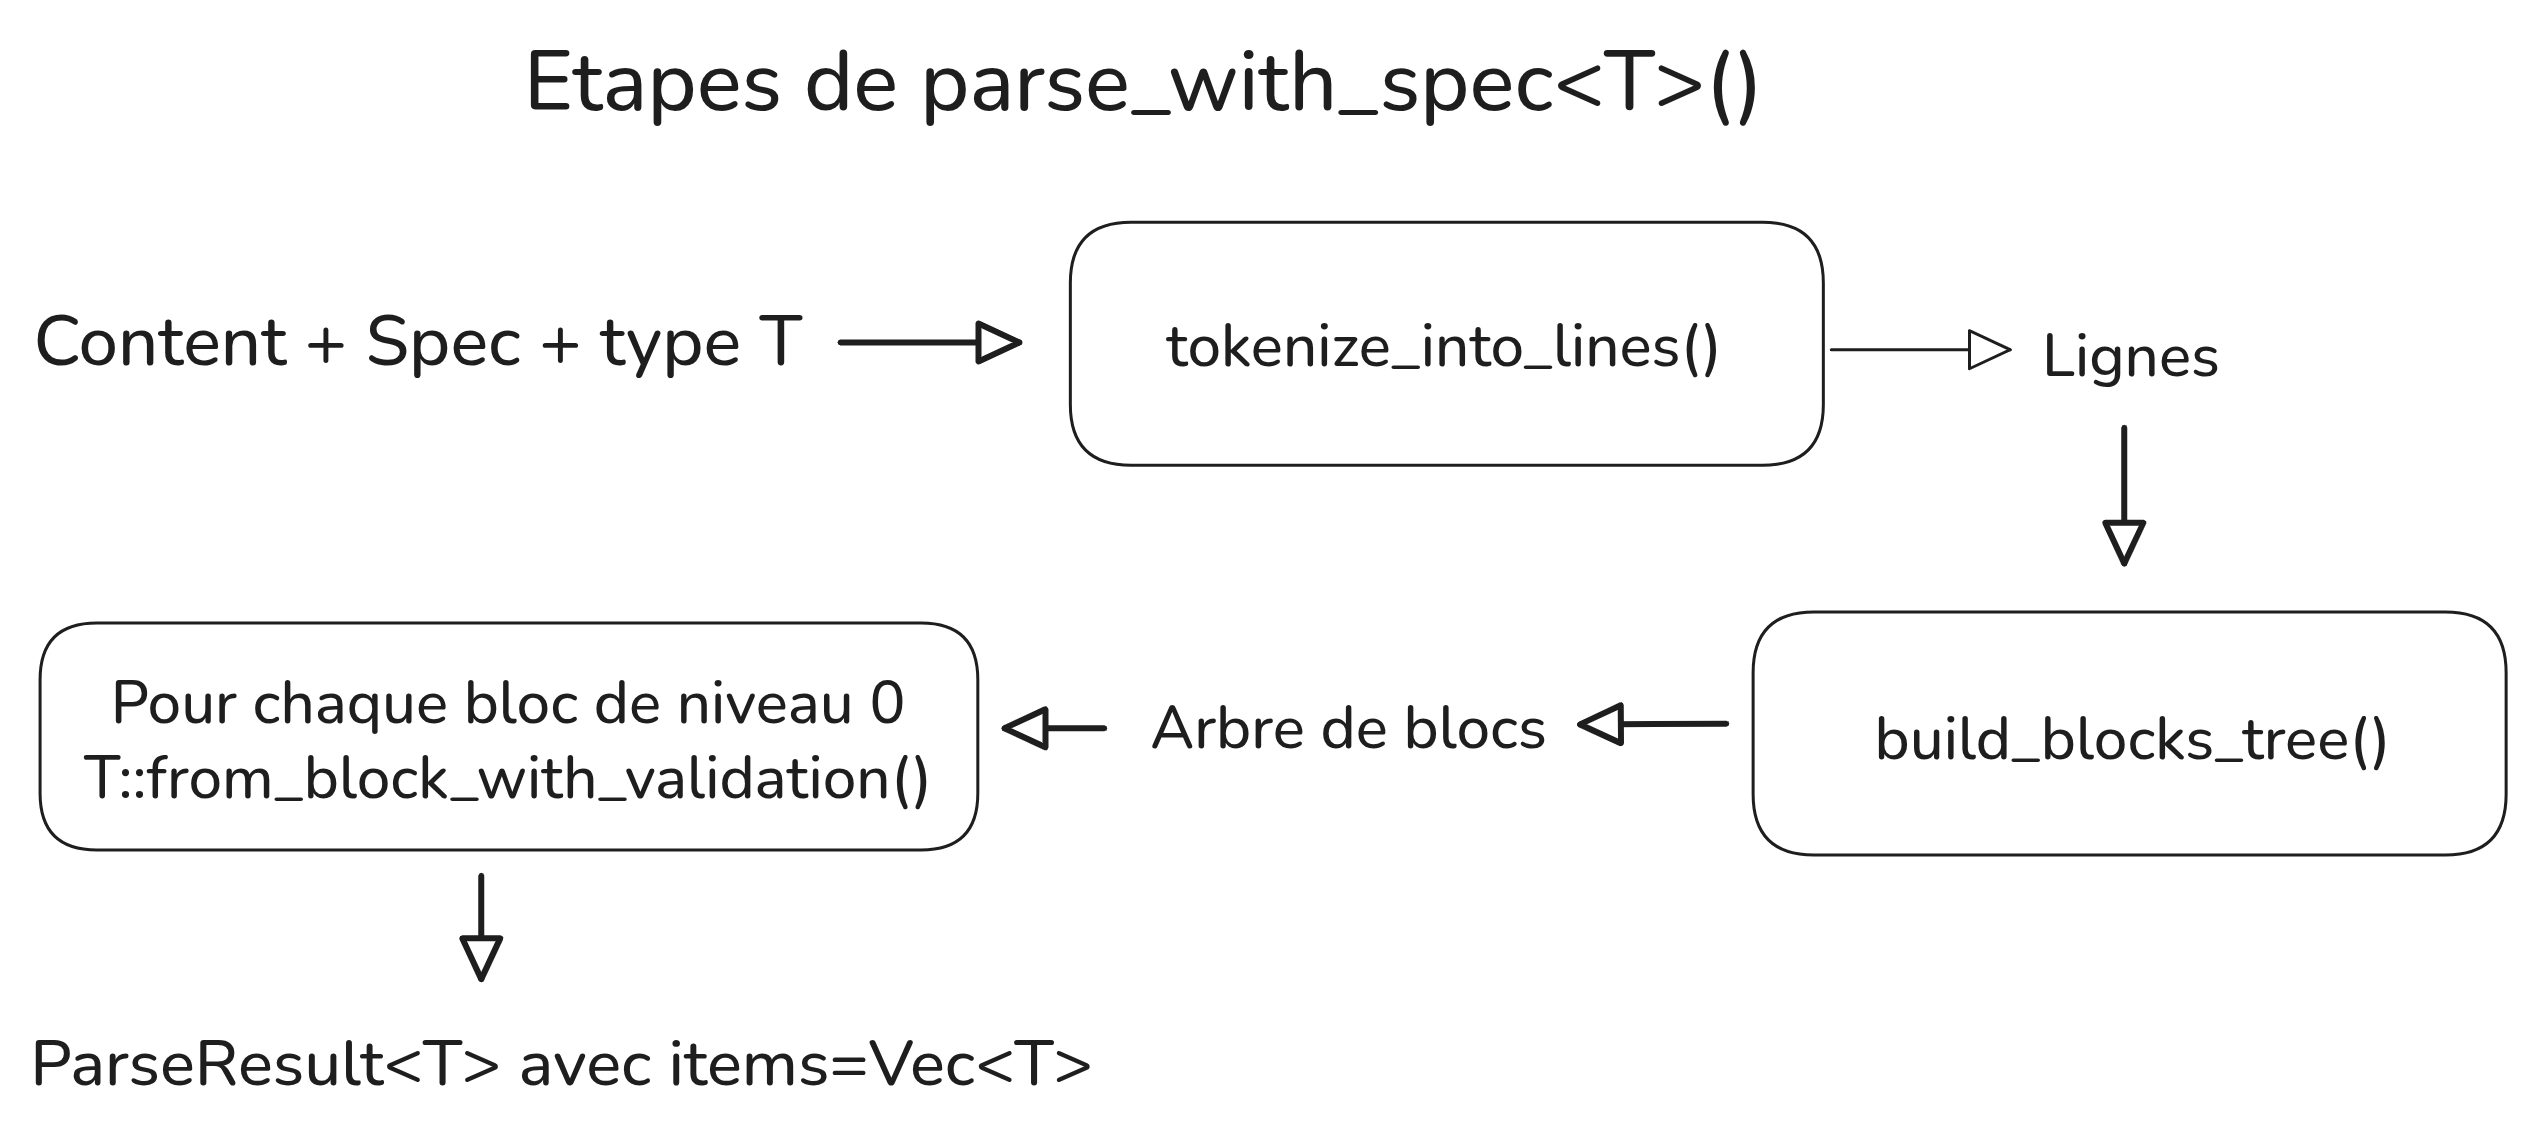 Etapes de parse_with_spec<T>()
Content + Spec + type T
tokenize_into_lines()
Lignes
build_blocks_tree()
Arbre de blocs
Pour chaque bloc de niveau 0
T::from_block_with_validation()
ParseResult<T> avec items=Vec<T>